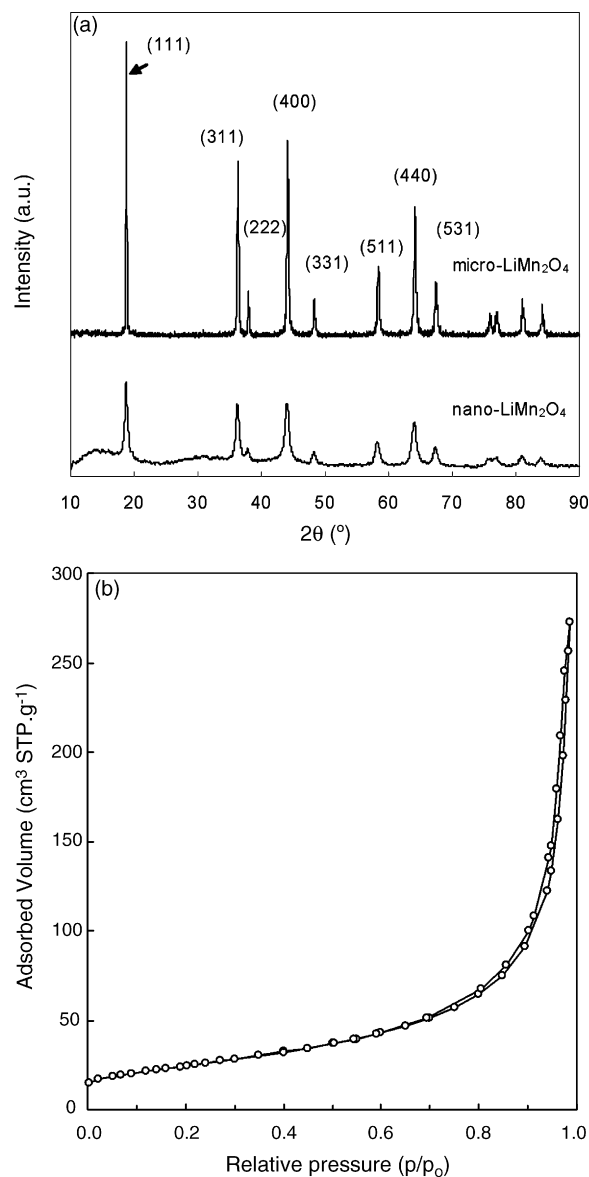 (a)
(111)
(400)
(311)
(440)
(222)
(531)
(331)
(511)
micro-LiMn₂O₄
nano-LiMn₂O₄
Intensity (a.u.)
10 20 30 40 50 60 70 80 90
2θ (°)
(b)
300
250
200
150
100
50
0
Adsorbed Volume (cm³ STP.g⁻¹)
0.0 0.2 0.4 0.6 0.8 1.0
Relative pressure (p/pₒ)